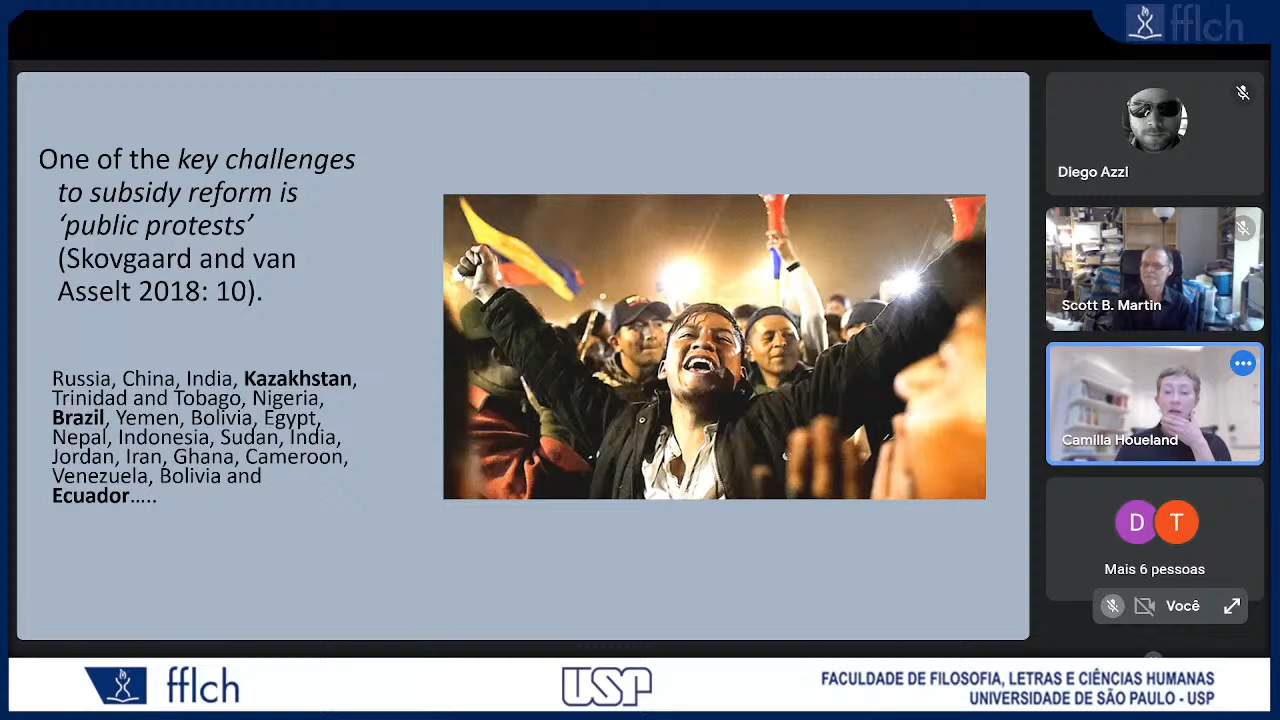 fflch
One of the key challenges
to subsidy reform is
‘public protests’
(Skovgaard and van
Asselt 2018: 10).
Russia, China, India, Kazakhstan,
Trinidad and Tobago, Nigeria,
Brazil, Yemen, Bolivia, Egypt,
Nepal, Indonesia, Sudan, India,
Jordan, Iran, Ghana, Cameroon,
Venezuela, Bolivia and
Ecuador.....
Diego Azzi
Scott B. Martin
Camilla Houeland
D T
Mais 6 pessoas
Você
fflch
USP
FACULDADE DE FILOSOFIA, LETRAS E CIÊNCIAS HUMANAS
UNIVERSIDADE DE SÃO PAULO - USP